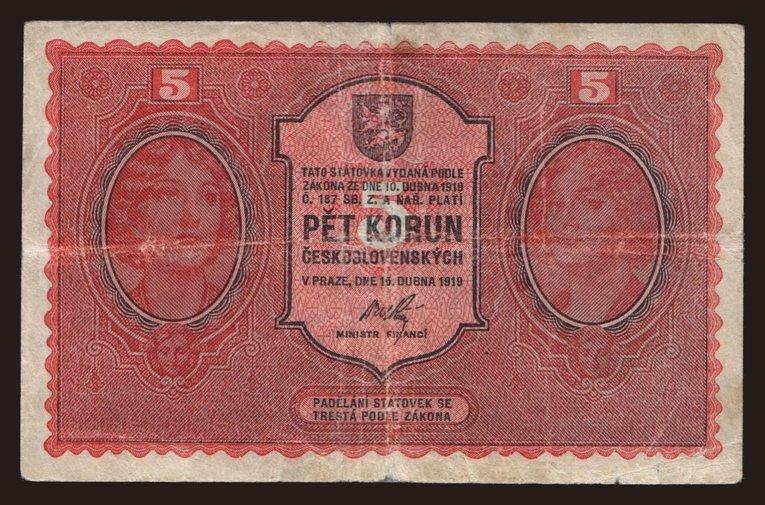 5 5
TATO STÁTOVKA VYDANÁ PODLE
ZÁKONA ZE DNE 10. DUBNA 1919
Č. 187 SB. Z. A NAŘ. PLATÍ
PĚT KORUN
ČESKOSLOVENSKÝCH
V PRAZE, DNE 15. DUBNA 1919
MINISTR FINANCÍ
PADĚLÁNÍ STÁTOVEK SE
TRESTÁ PODLE ZÁKONA